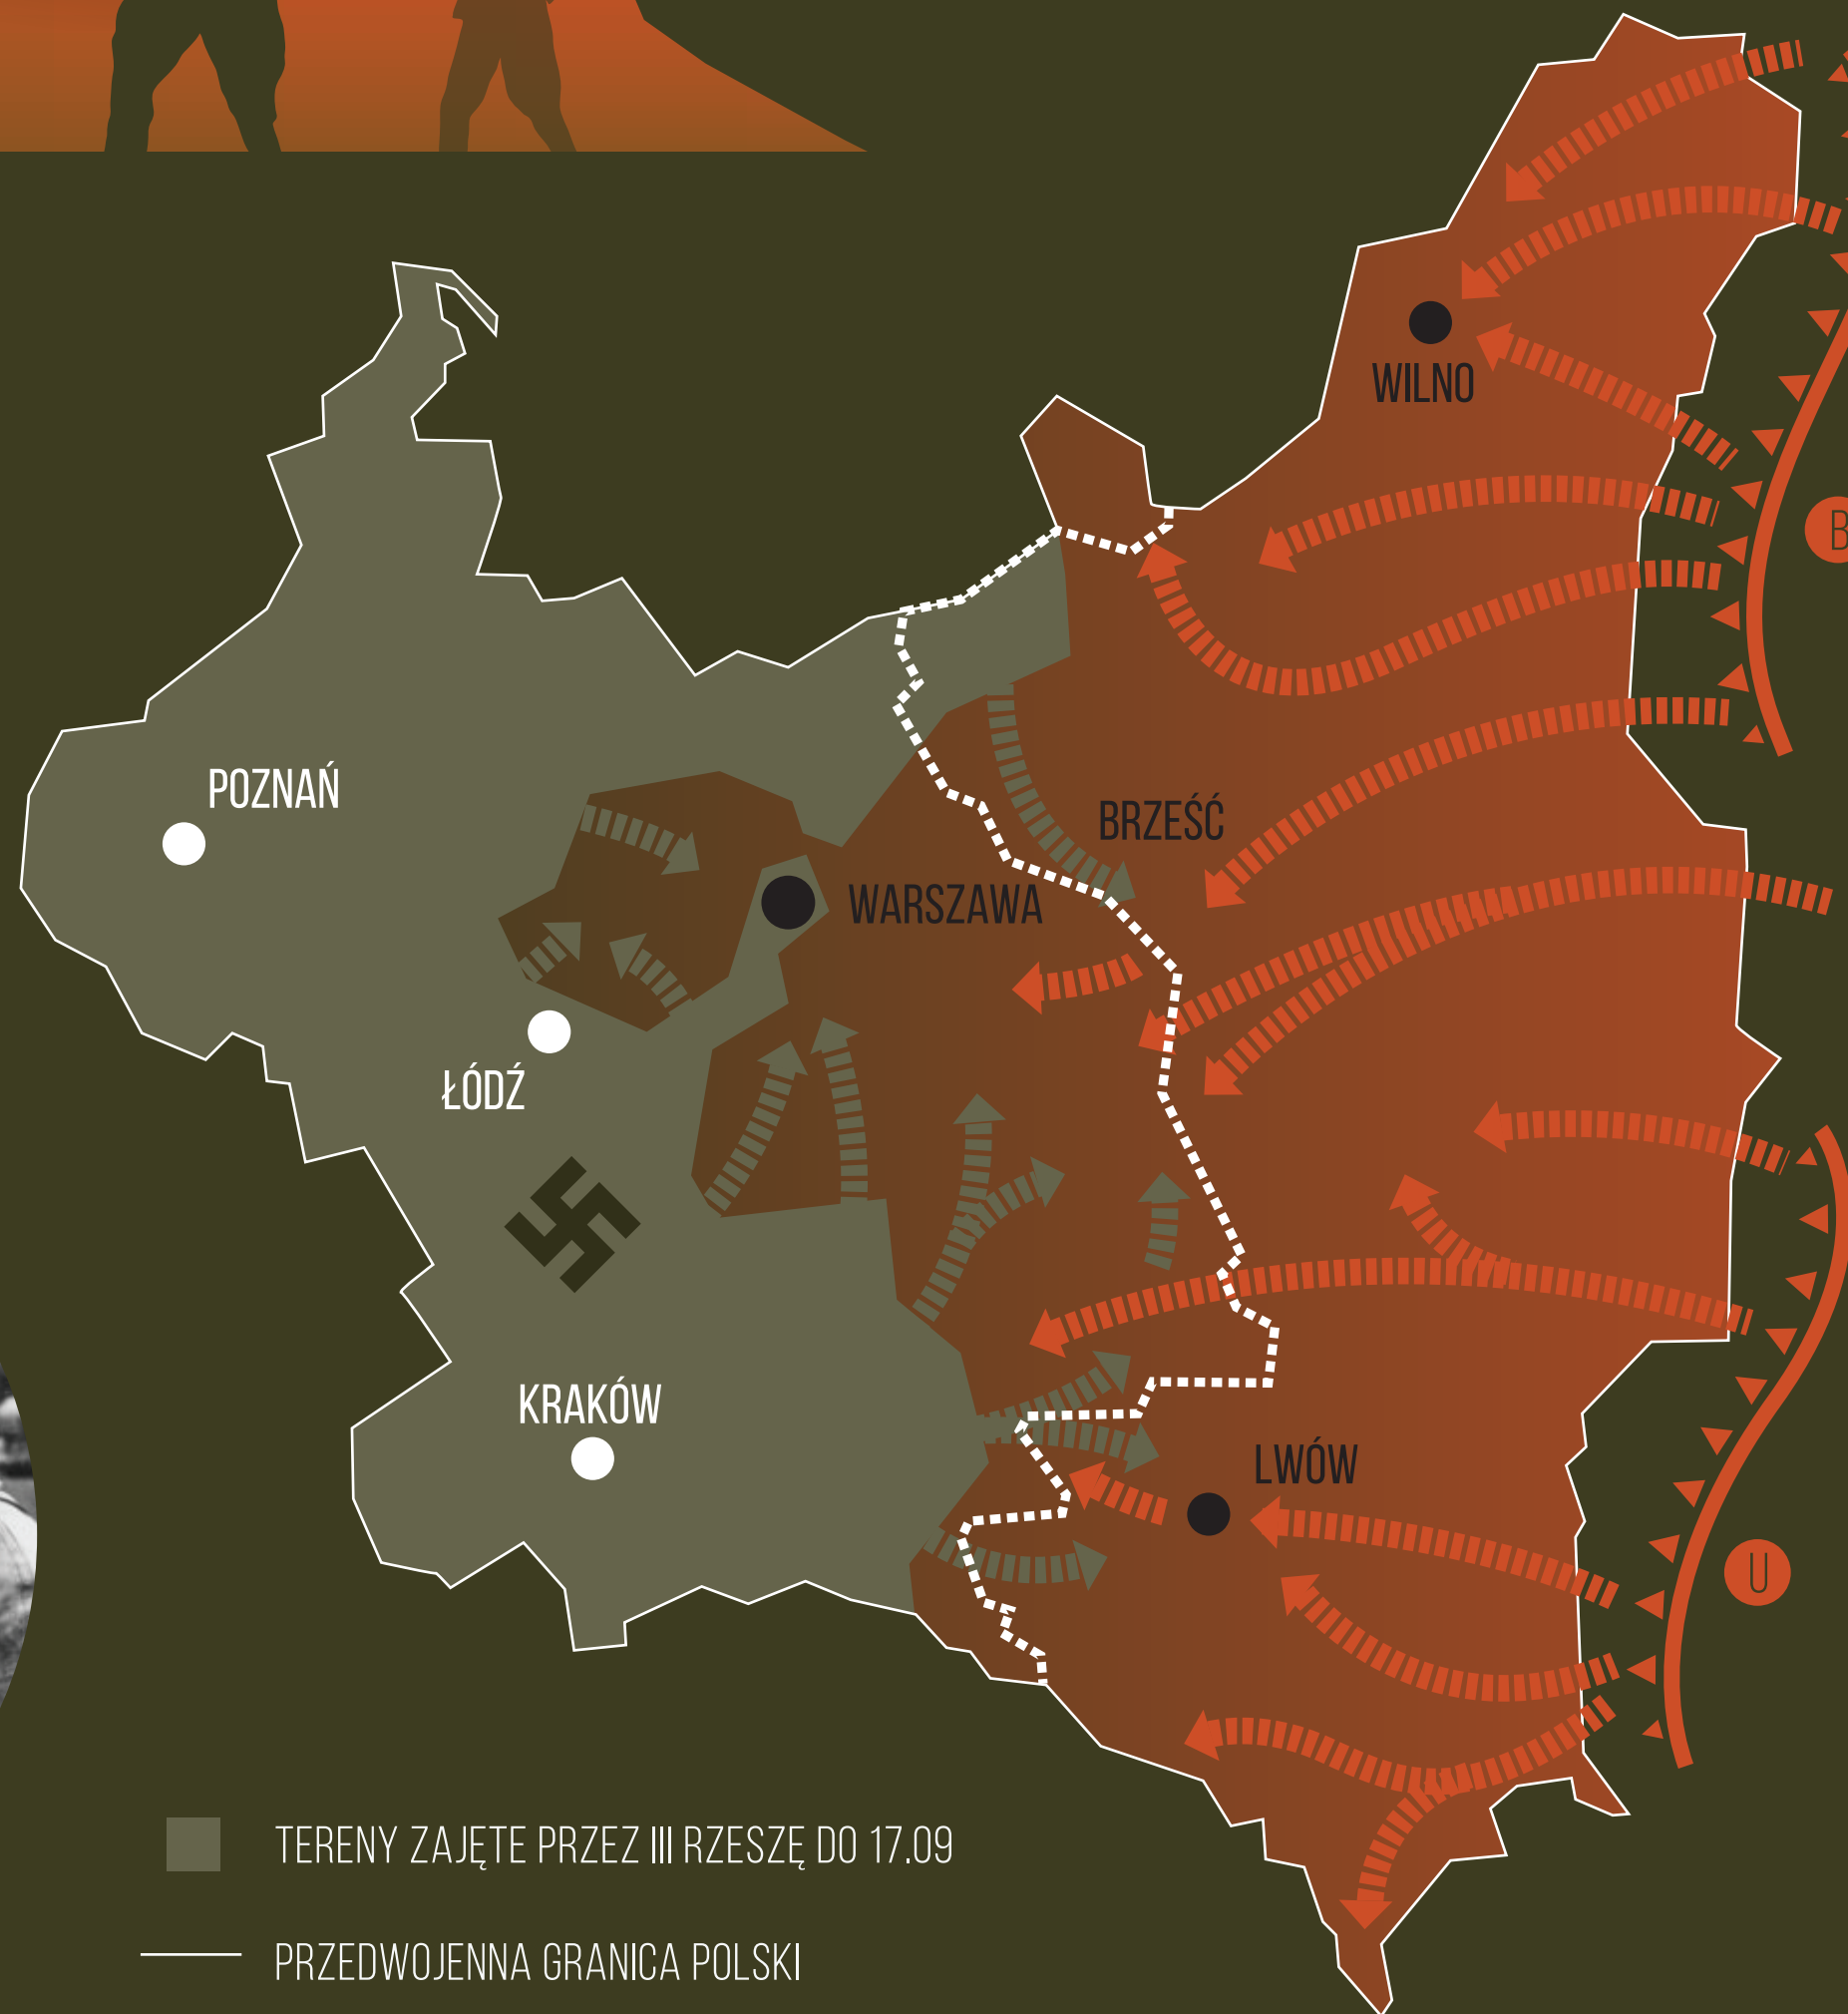 WILNO
B
POZNAŃ
BRZEŚĆ
WARSZAWA
ŁÓDŹ
KRAKÓW
LWÓW
U
TERENY ZAJĘTE PRZEZ III RZESZĘ DO 17.09
PRZEDWOJENNA GRANICA POLSKI